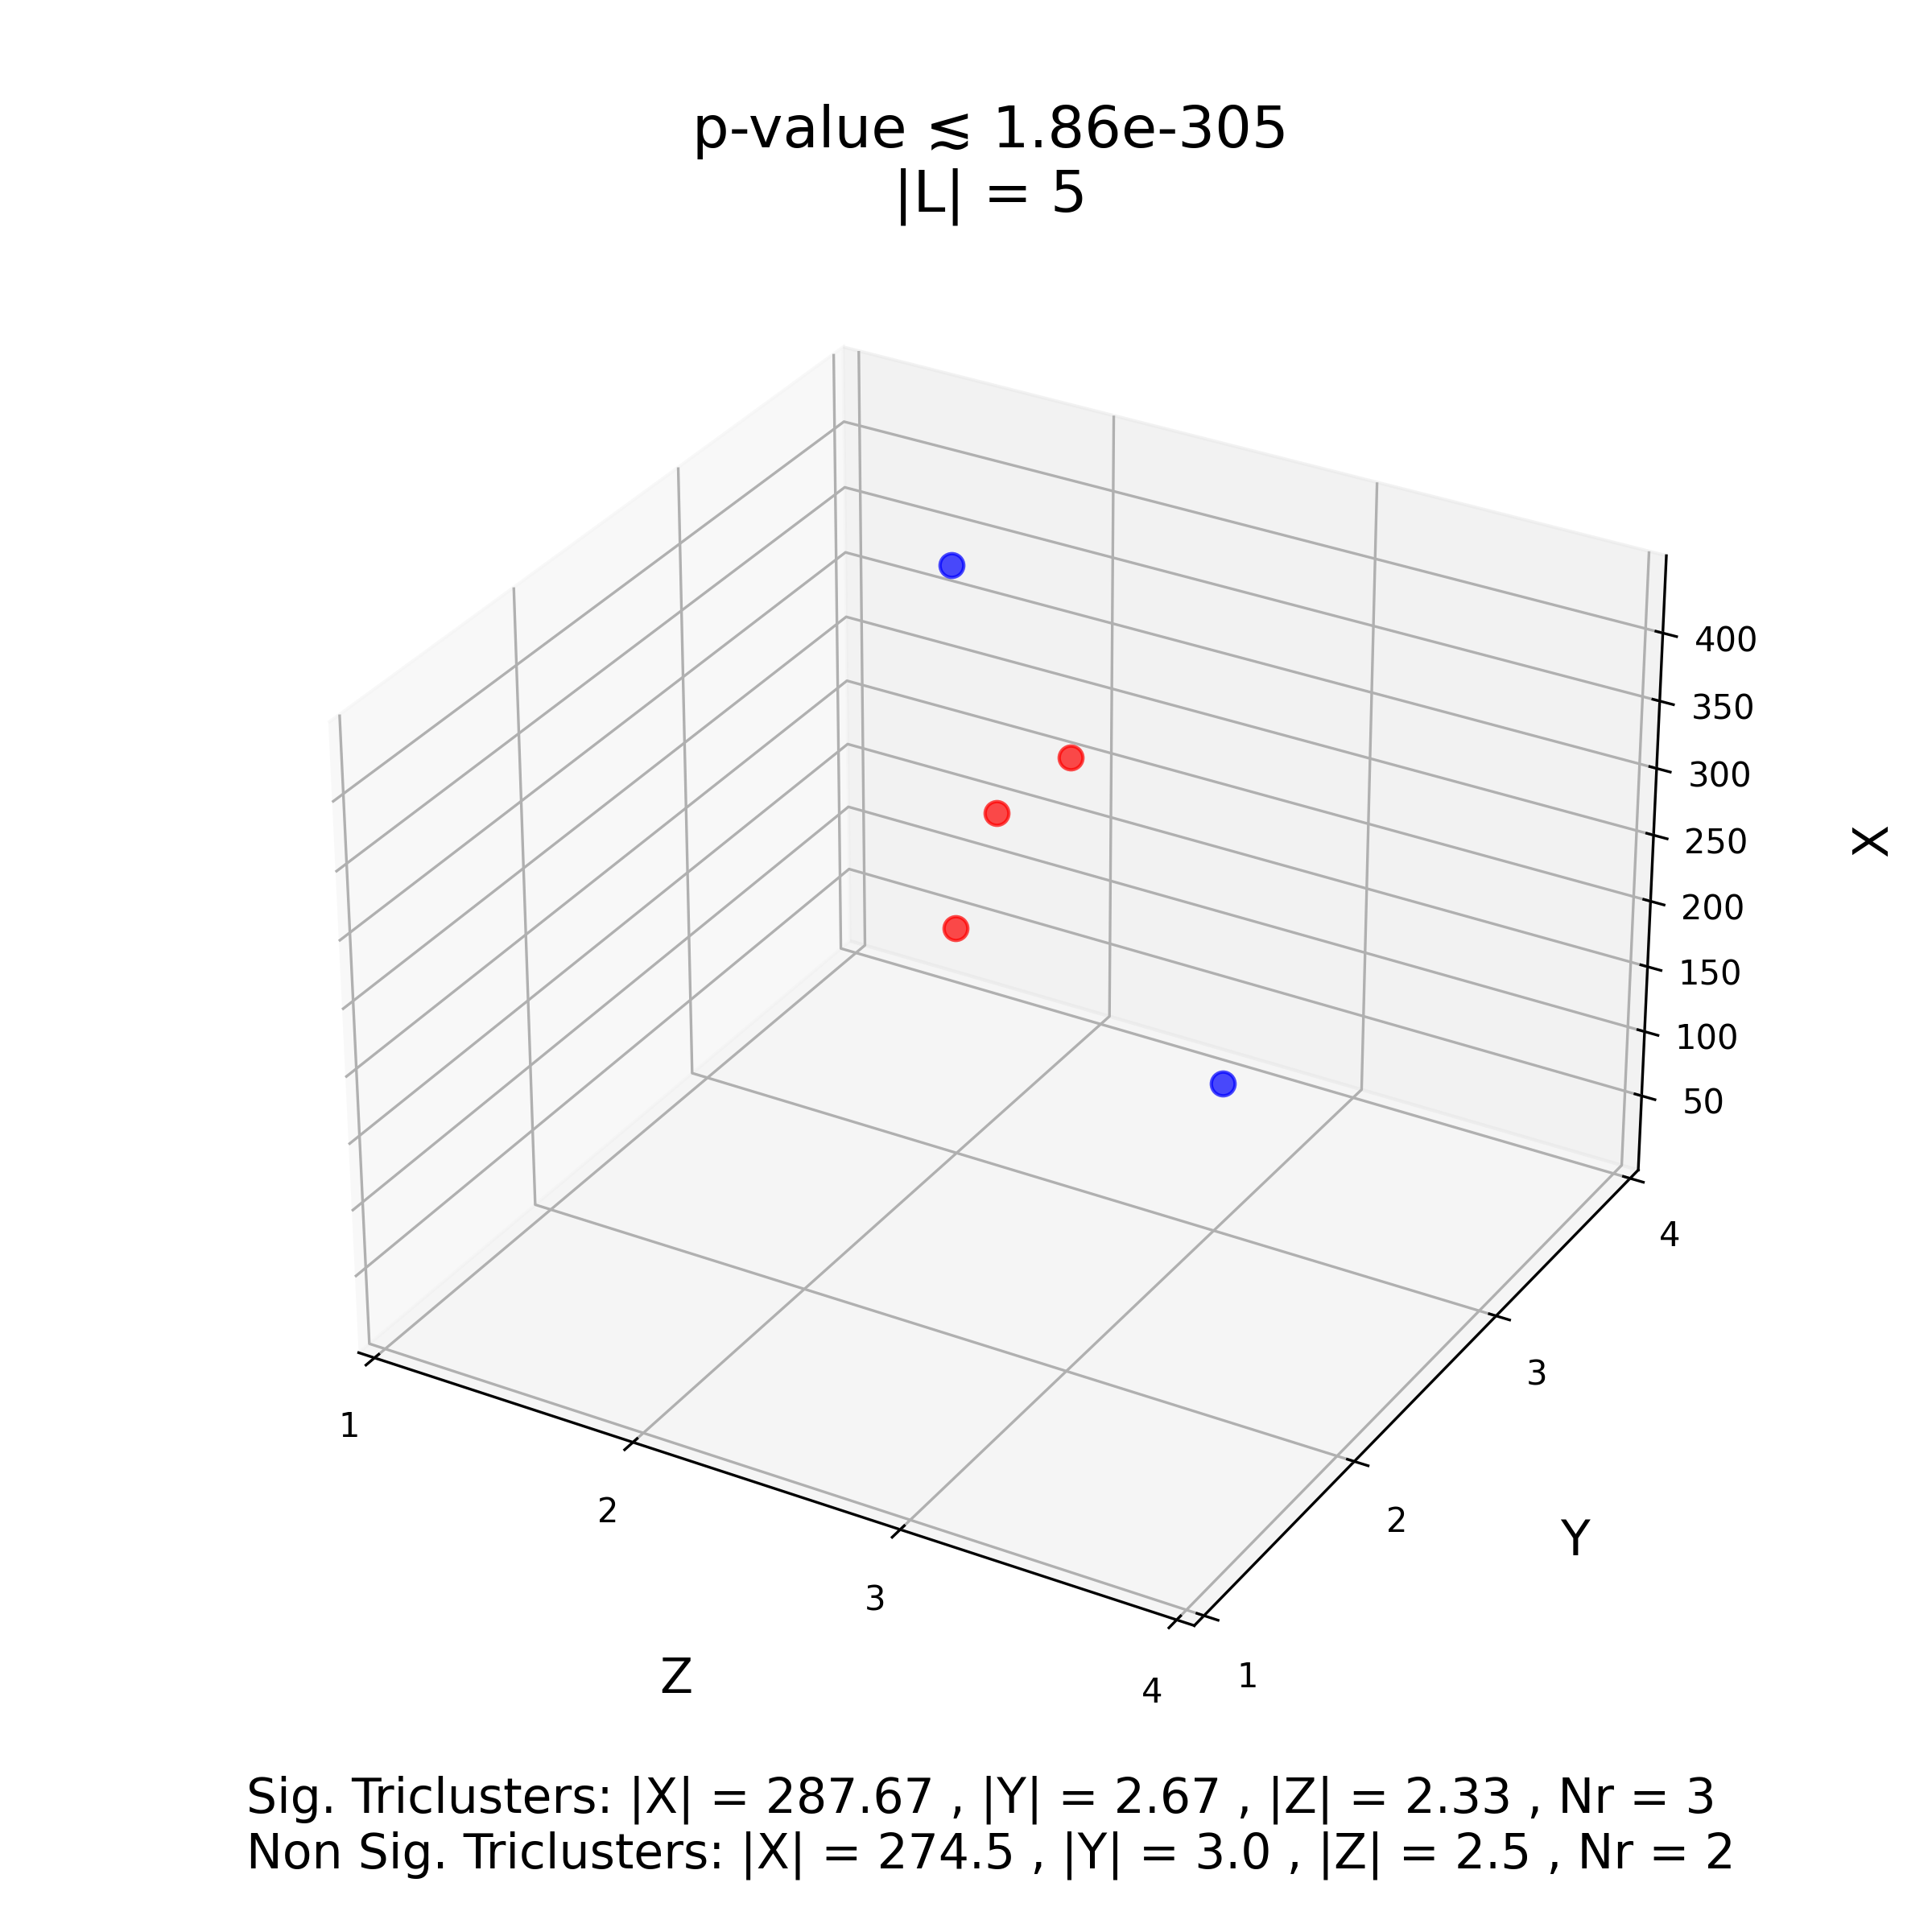 p-value ⪅ 1.86e-305
|L| = 5
400
350
300
250
200
150
100
50
X
4
3
2
1
Y
1
2
3
4
Z
Sig. Triclusters: |X| = 287.67 , |Y| = 2.67 , |Z| = 2.33 , Nr = 3
Non Sig. Triclusters: |X| = 274.5 , |Y| = 3.0 , |Z| = 2.5 , Nr = 2